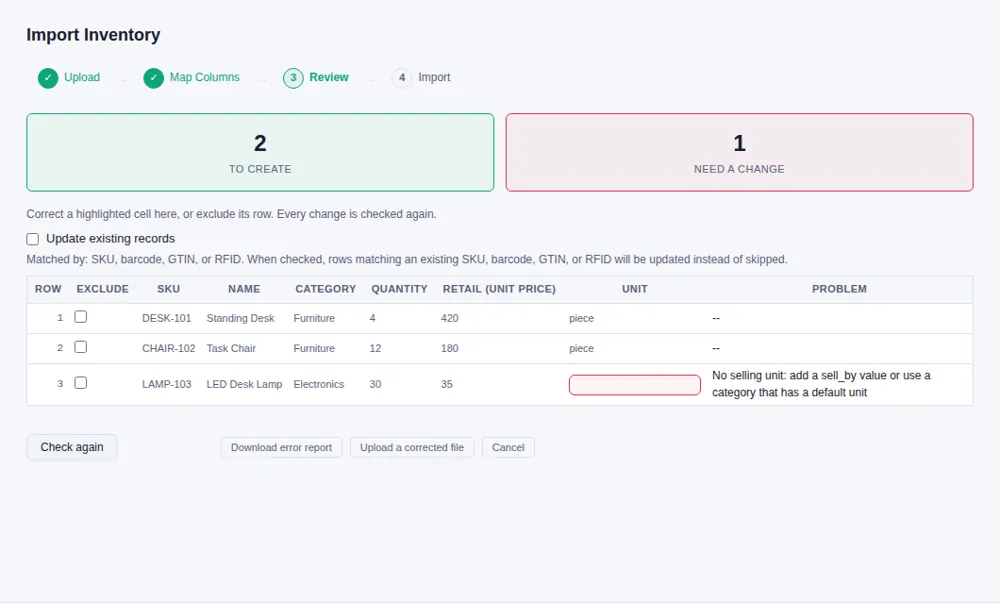 Import Inventory
✓ Upload → ✓ Map Columns → 3 Review → 4 Import
2
TO CREATE
1
NEED A CHANGE
Correct a highlighted cell here, or exclude its row. Every change is checked again.
Update existing records
Matched by: SKU, barcode, GTIN, or RFID. When checked, rows matching an existing SKU, barcode, GTIN, or RFID will be updated instead of skipped.
ROW EXCLUDE SKU NAME CATEGORY QUANTITY RETAIL (UNIT PRICE) UNIT PROBLEM
1 DESK-101 Standing Desk Furniture 4 420 piece --
2 CHAIR-102 Task Chair Furniture 12 180 piece --
3 LAMP-103 LED Desk Lamp Electronics 30 35 No selling unit: add a sell_by value or use a
category that has a default unit
Check again Download error report Upload a corrected file Cancel